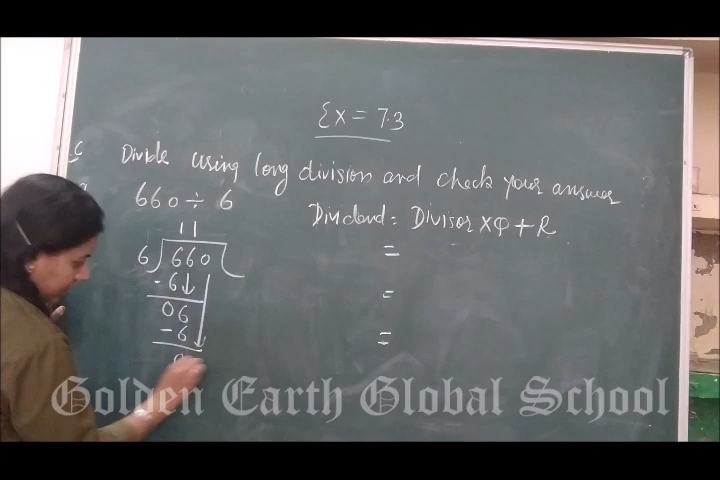 Ex = 7.3
C Divide using long division and check your answer
660 ÷ 6
Dividend = Divisor × Q + R
11
6)660
=
-6↓
06
=
-6
=
0
Golden Earth Global School